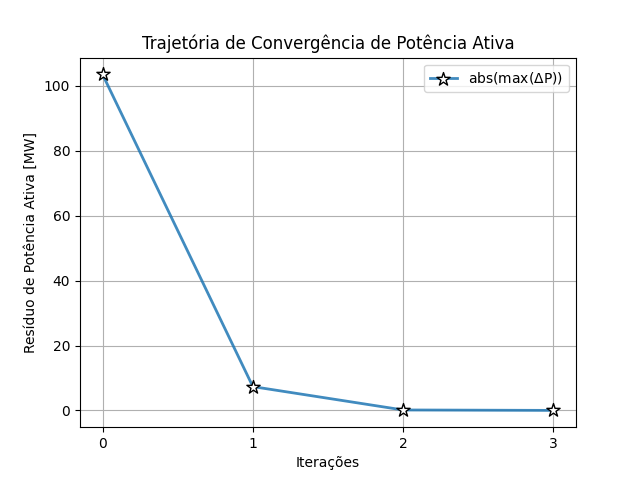 Trajetória de Convergência de Potência Ativa
abs(max(ΔP))
Resíduo de Potência Ativa [MW]
100
80
60
40
20
0
0 1 2 3
Iterações